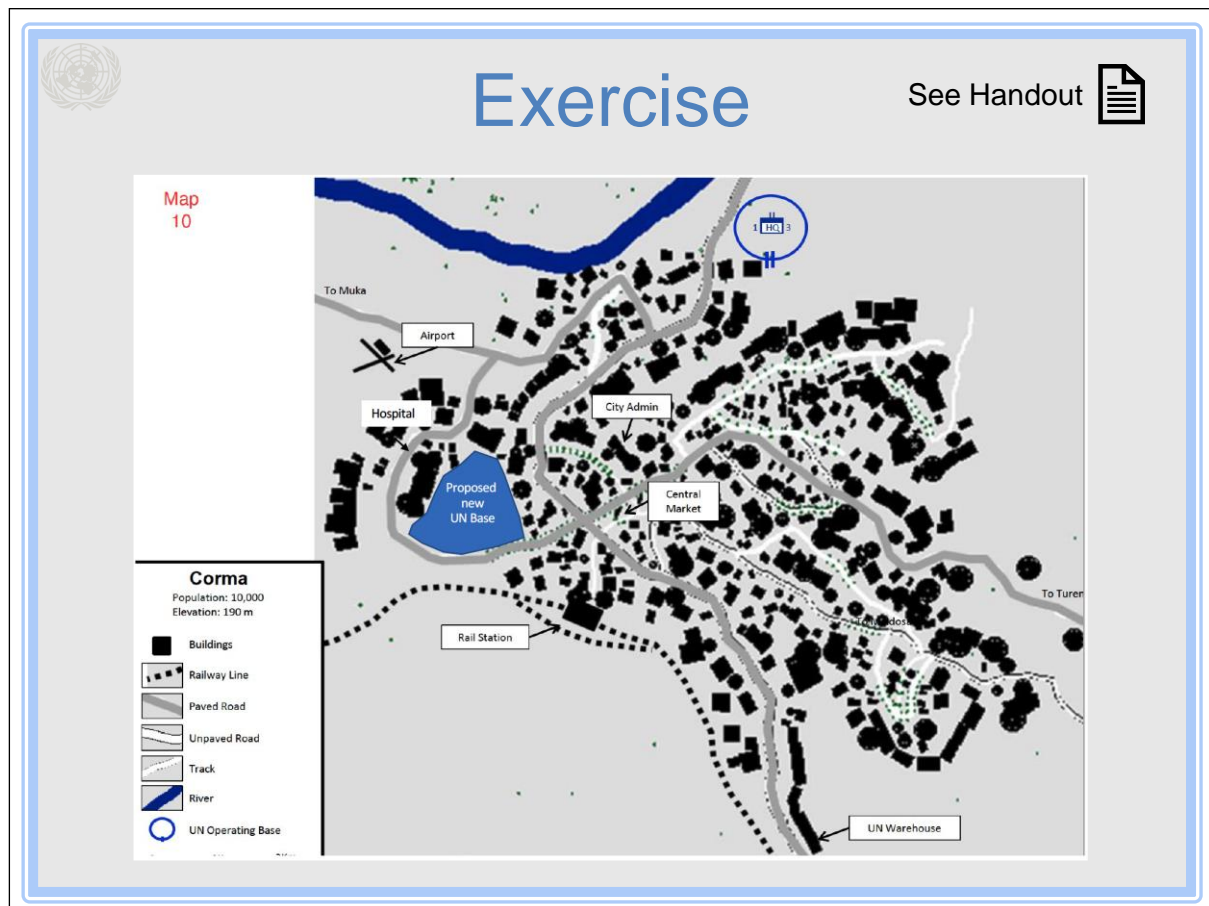 Exercise
See Handout
Map
10
1 HQ 3
To Muka
Airport
Hospital
City Admin
Proposed
new
UN Base
Central
Market
To Turen
Rail Station
UN Warehouse
Corma
Population: 10,000
Elevation: 190 m
Buildings
Railway Line
Paved Road
Unpaved Road
Track
River
UN Operating Base